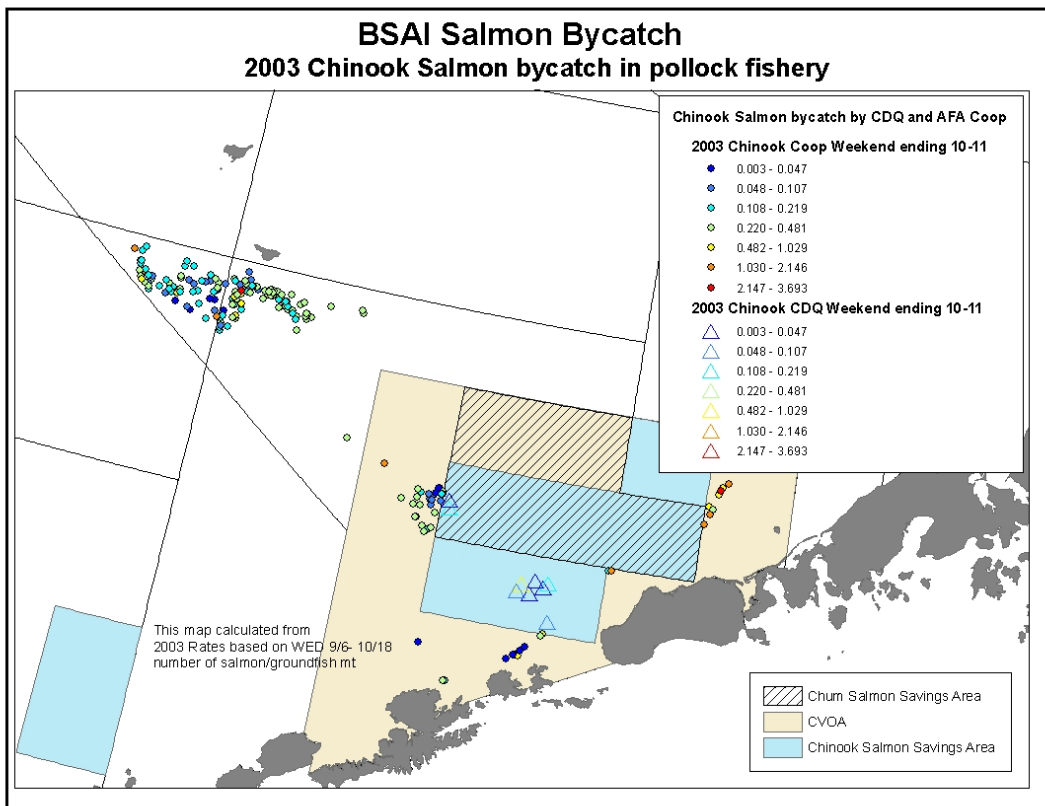 BSAI Salmon Bycatch
2003 Chinook Salmon bycatch in pollock fishery
Chinook Salmon bycatch by CDQ and AFA Coop
2003 Chinook Coop Weekend ending 10-11
0.003 - 0.047
0.048 - 0.107
0.108 - 0.219
0.220 - 0.481
0.482 - 1.029
1.030 - 2.146
2.147 - 3.693
2003 Chinook CDQ Weekend ending 10-11
0.003 - 0.047
0.048 - 0.107
0.108 - 0.219
0.220 - 0.481
0.482 - 1.029
1.030 - 2.146
2.147 - 3.693
This map calculated from
2003 Rates based on WED 9/6- 10/18
number of salmon/groundfish mt
Chum Salmon Savings Area
CVOA
Chinook Salmon Savings Area